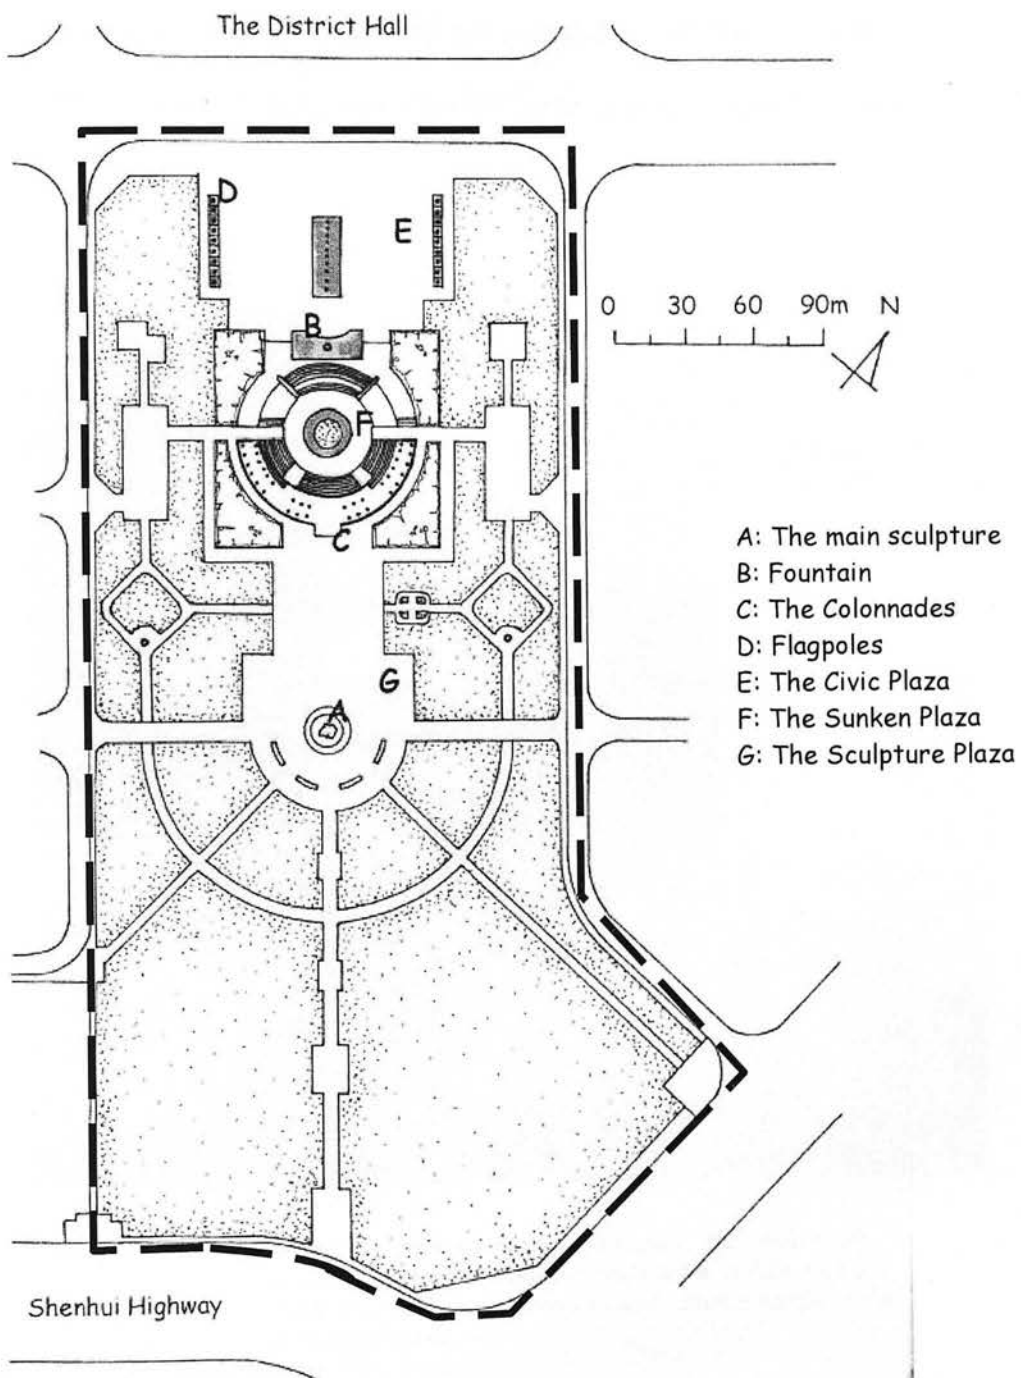 The District Hall
D
E
0 30 60 90m N
B
F
C
A: The main sculpture
B: Fountain
C: The Colonnades
D: Flagpoles
E: The Civic Plaza
F: The Sunken Plaza
G: The Sculpture Plaza
G
A
Shenhui Highway